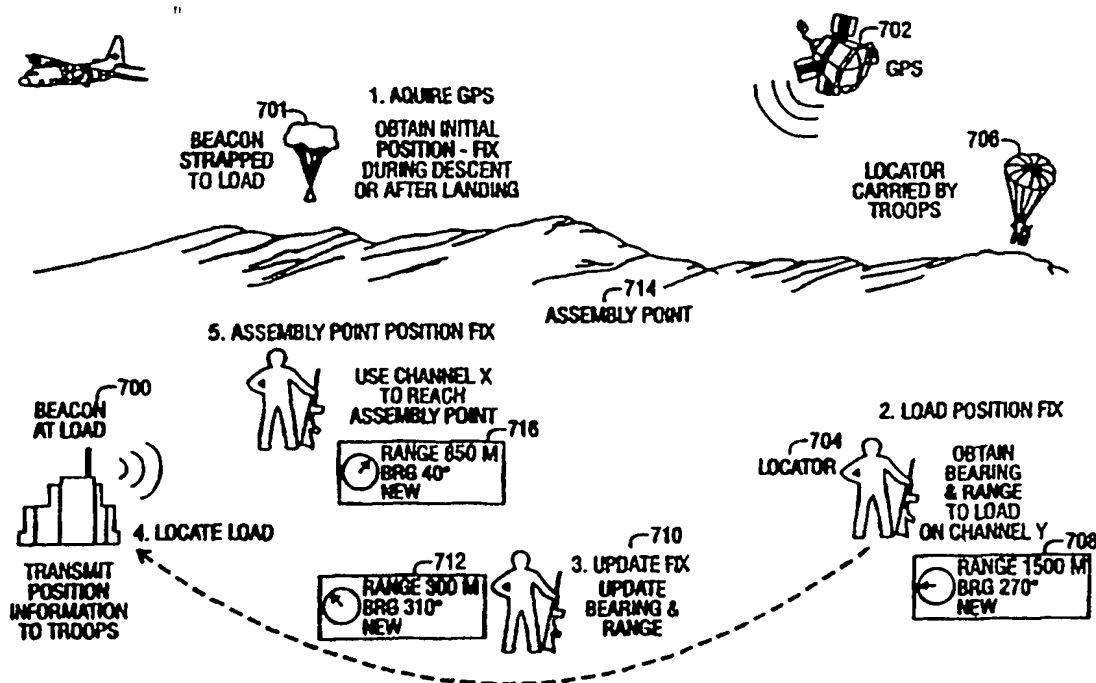 702
GPS
701
BEACON
STRAPPED
TO LOAD
1. AQUIRE GPS
OBTAIN INITIAL
POSITION - FIX
DURING DESCENT
OR AFTER LANDING
706
LOCATOR
CARRIED BY
TROOPS
714
ASSEMBLY POINT
5. ASSEMBLY POINT POSITION FIX
USE CHANNEL X
TO REACH
ASSEMBLY POINT
716
RANGE 850 M
BRG 40°
NEW
700
BEACON
AT LOAD
4. LOCATE LOAD
TRANSMIT
POSITION
INFORMATION
TO TROOPS
2. LOAD POSITION FIX
704
LOCATOR
OBTAIN
BEARING
& RANGE
TO LOAD
ON CHANNEL Y
708
RANGE 1500 M
BRG 270°
NEW
710
3. UPDATE FIX
UPDATE
BEARING &
RANGE
712
RANGE 300 M
BRG 310°
NEW